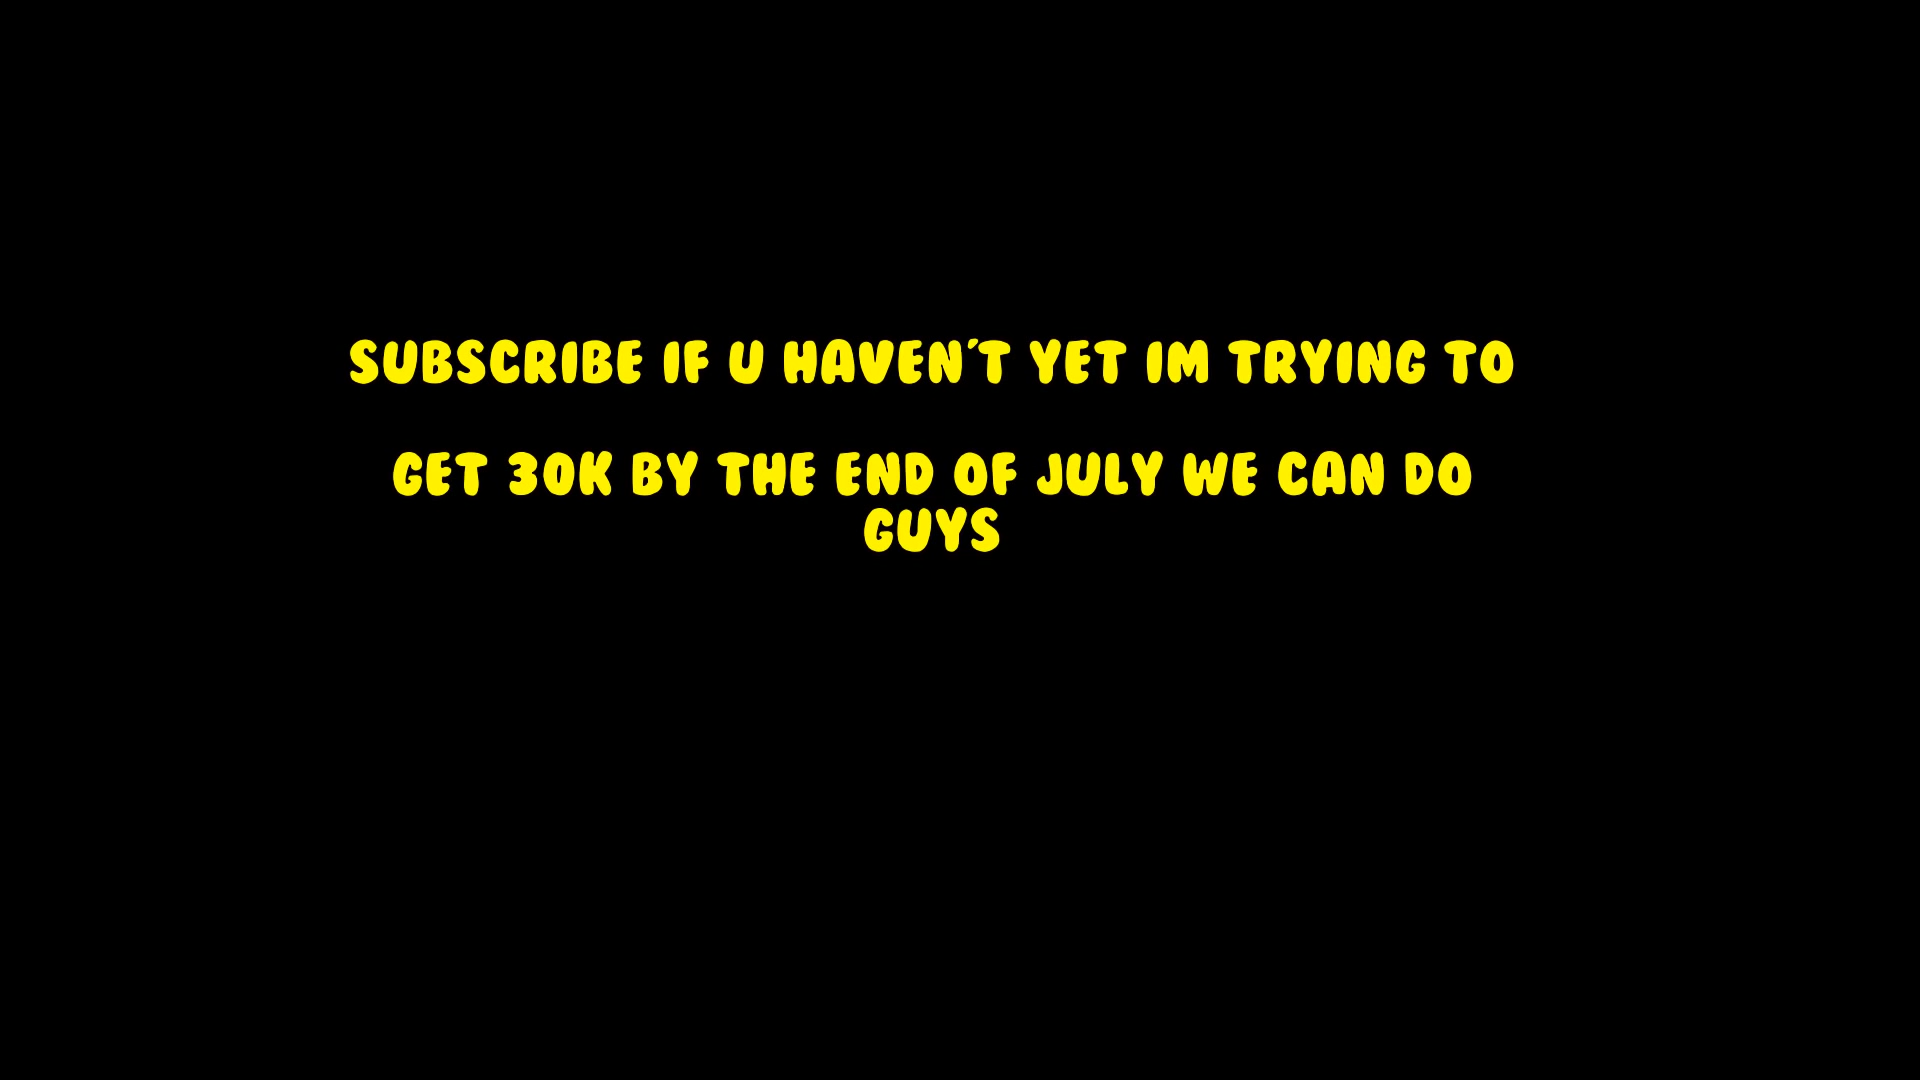 SUBSCRIBE IF U HAVEN'T YET IM TRYING TO
GET 30K BY THE END OF JULY WE CAN DO
GUYS